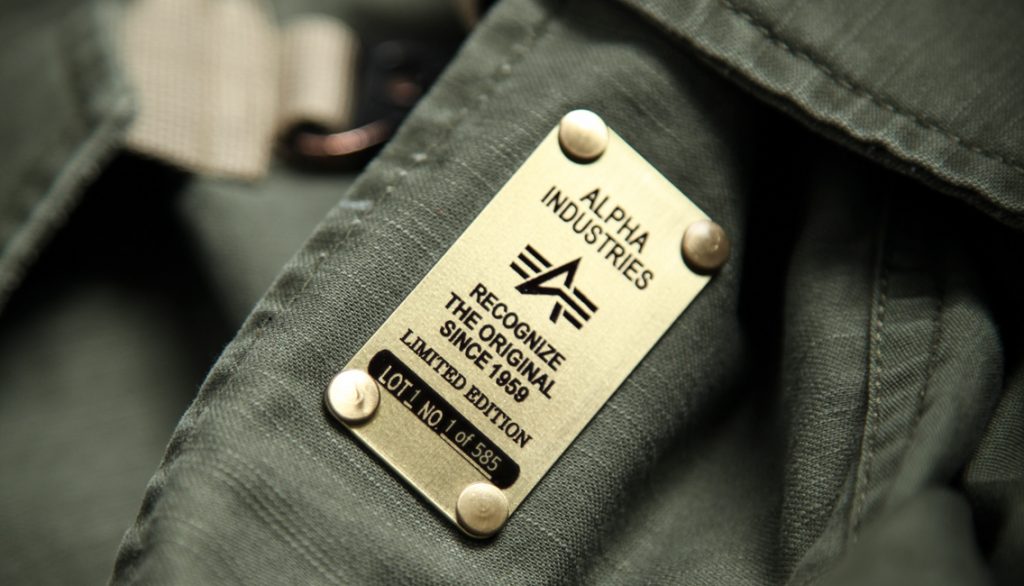 ALPHA
INDUSTRIES
RECOGNIZE
THE ORIGINAL
SINCE 1959
LIMITED EDITION
LOT 1 NO 1 of 585